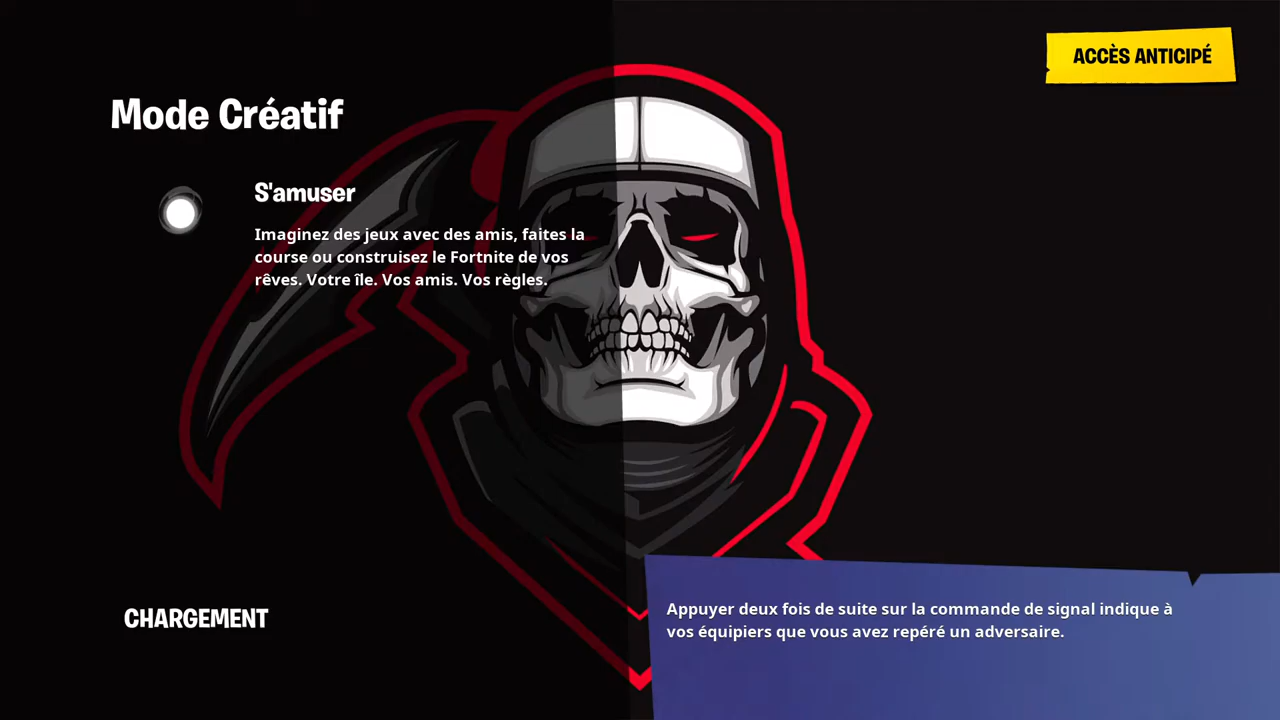 ACCÈS ANTICIPÉ
Mode Créatif
S'amuser
Imaginez des jeux avec des amis, faites la
course ou construisez le Fortnite de vos
rêves. Votre île. Vos amis. Vos règles.
CHARGEMENT
Appuyer deux fois de suite sur la commande de signal indique à
vos équipiers que vous avez repéré un adversaire.